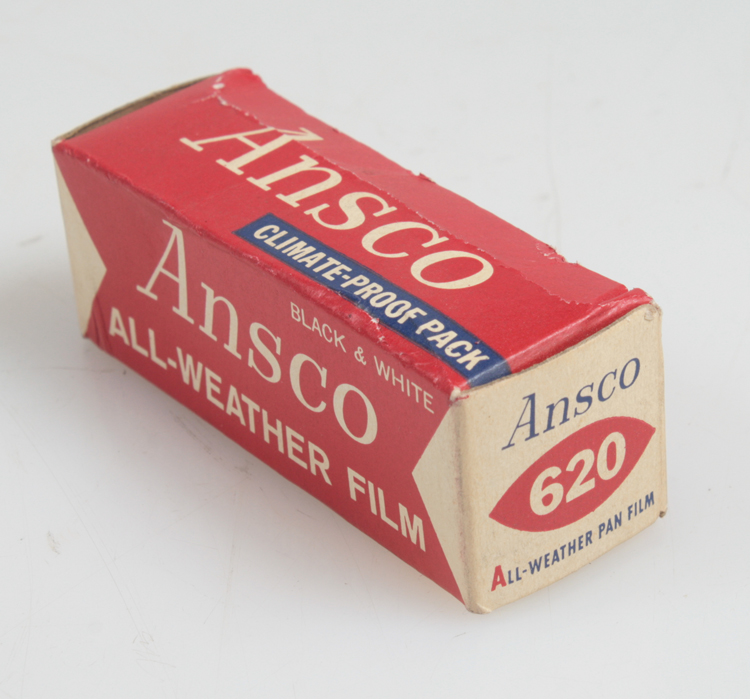 Ansco
CLIMATE-PROOF PACK
Ansco
BLACK & WHITE
ALL-WEATHER FILM
Ansco
620
ALL-WEATHER PAN FILM